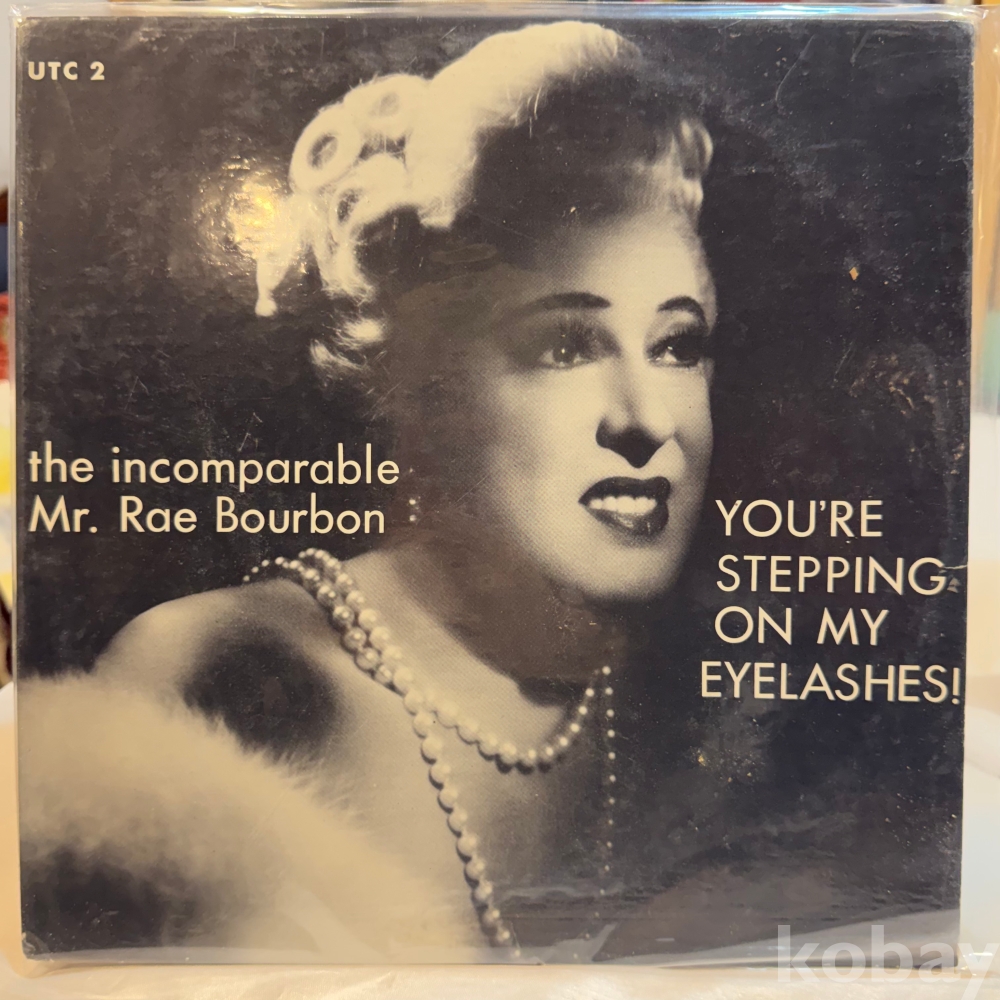 UTC 2
the incomparable
Mr. Rae Bourbon
YOU'RE
STEPPING
ON MY
EYELASHES!
kobay